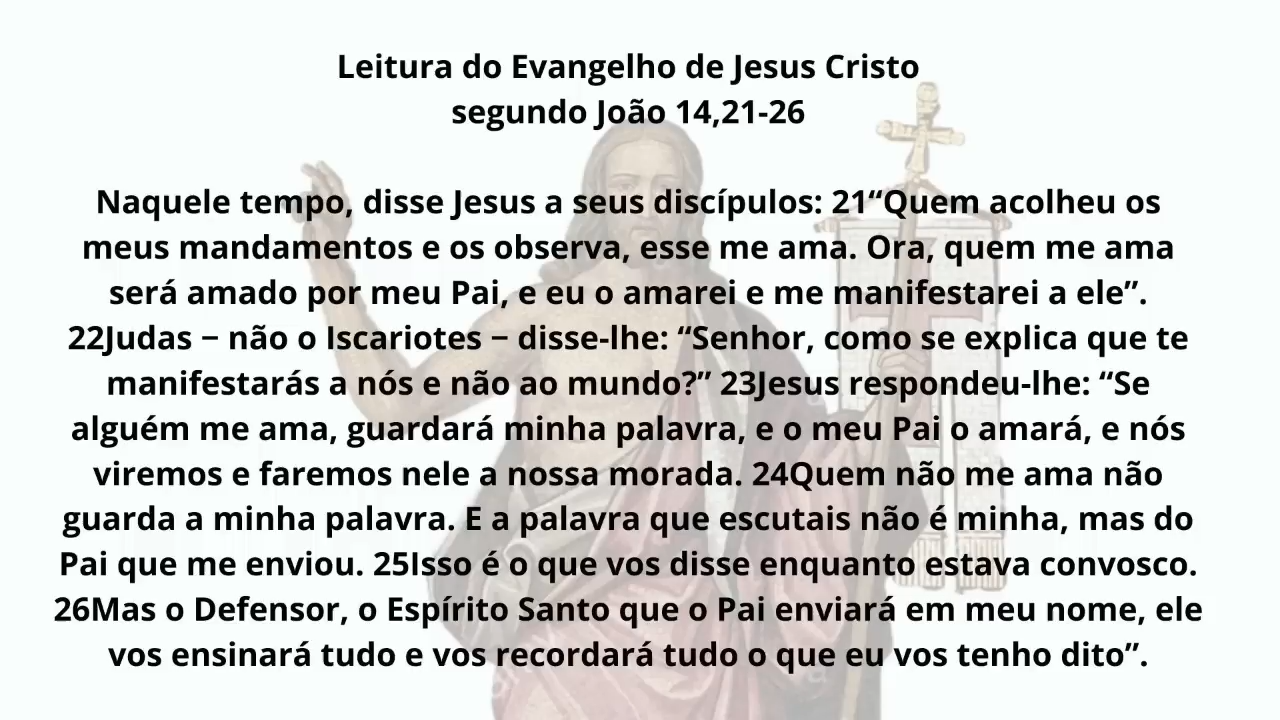 Leitura do Evangelho de Jesus Cristo
segundo João 14,21-26
Naquele tempo, disse Jesus a seus discípulos: 21“Quem acolheu os
meus mandamentos e os observa, esse me ama. Ora, quem me ama
será amado por meu Pai, e eu o amarei e me manifestarei a ele”.
22Judas − não o Iscariotes − disse-lhe: “Senhor, como se explica que te
manifestarás a nós e não ao mundo?” 23Jesus respondeu-lhe: “Se
alguém me ama, guardará minha palavra, e o meu Pai o amará, e nós
viremos e faremos nele a nossa morada. 24Quem não me ama não
guarda a minha palavra. E a palavra que escutais não é minha, mas do
Pai que me enviou. 25Isso é o que vos disse enquanto estava convosco.
26Mas o Defensor, o Espírito Santo que o Pai enviará em meu nome, ele
vos ensinará tudo e vos recordará tudo o que eu vos tenho dito”.